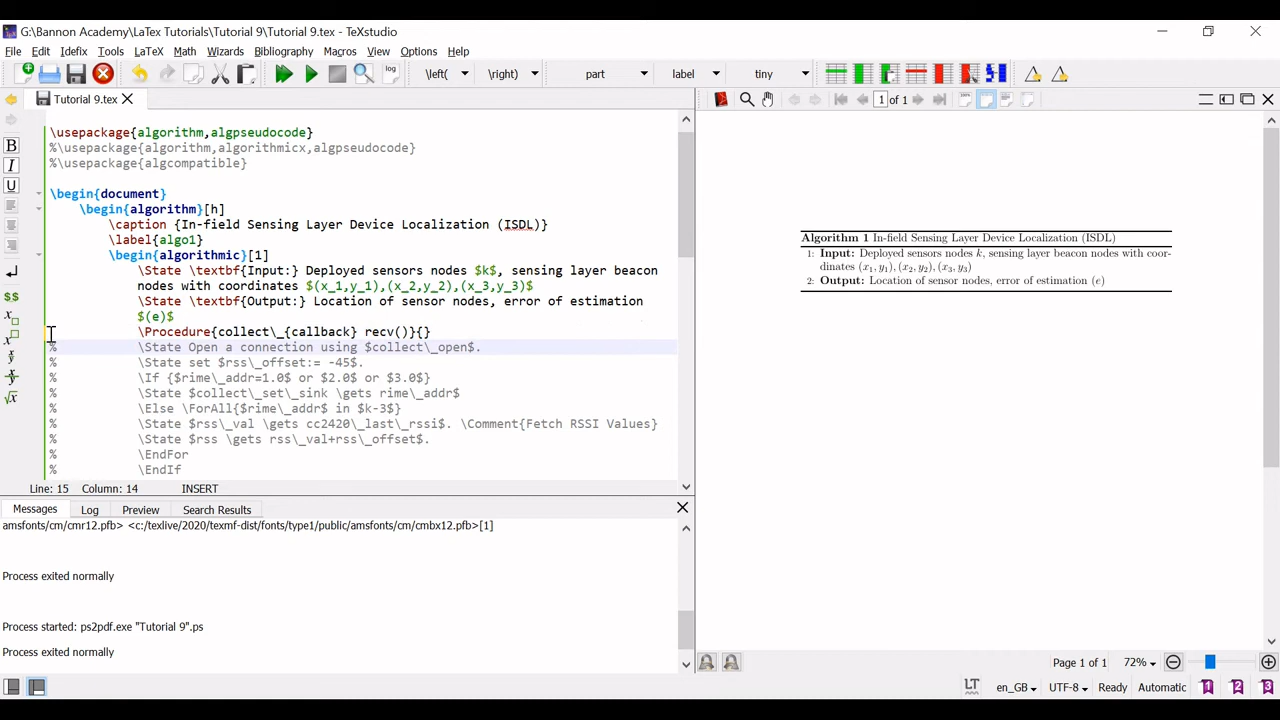 G:\Bannon Academy\LaTex Tutorials\Tutorial 9\Tutorial 9.tex - TeXstudio
File Edit Idefix Tools LaTeX Math Wizards Bibliography Macros View Options Help
log \left( \right) part label tiny
Tutorial 9.tex 1 of 1
\usepackage{algorithm,algpseudocode}
%\usepackage{algorithm,algorithmicx,algpseudocode}
%\usepackage{algcompatible}
\begin{document}
\begin{algorithm}[h]
\caption {In-field Sensing Layer Device Localization (ISDL)}
\label{algo1}
\begin{algorithmic}[1]
\State \textbf{Input:} Deployed sensors nodes $k$, sensing layer beacon
nodes with coordinates $(x_1,y_1),(x_2,y_2),(x_3,y_3)$
\State \textbf{Output:} Location of sensor nodes, error of estimation
$(e)$
\Procedure{collect\_{callback} recv()}{}
% \State Open a connection using $collect\_open$.
% \State set $rss\_offset:= -45$.
% \If {$rime\_addr=1.0$ or $2.0$ or $3.0$}
% \State $collect\_set\_sink \gets rime\_addr$
% \Else \ForAll{$rime\_addr$ in $k-3$}
% \State $rss\_val \gets cc2420\_last\_rssi$. \Comment{Fetch RSSI Values}
% \State $rss \gets rss\_val+rss\_offset$.
% \EndFor
% \EndIf
Line: 15 Column: 14 INSERT
Messages Log Preview Search Results
amsfonts/cm/cmr12.pfb> <c:/texlive/2020/texmf-dist/fonts/type1/public/amsfonts/cm/cmbx12.pfb>[1]
Process exited normally
Process started: ps2pdf.exe "Tutorial 9".ps
Process exited normally
Algorithm 1 In-field Sensing Layer Device Localization (ISDL)
1: Input: Deployed sensors nodes k, sensing layer beacon nodes with coor-
dinates (x1, y1), (x2, y2), (x3, y3)
2: Output: Location of sensor nodes, error of estimation (e)
Page 1 of 1 72%
LT en_GB UTF-8 Ready Automatic 1 2 3